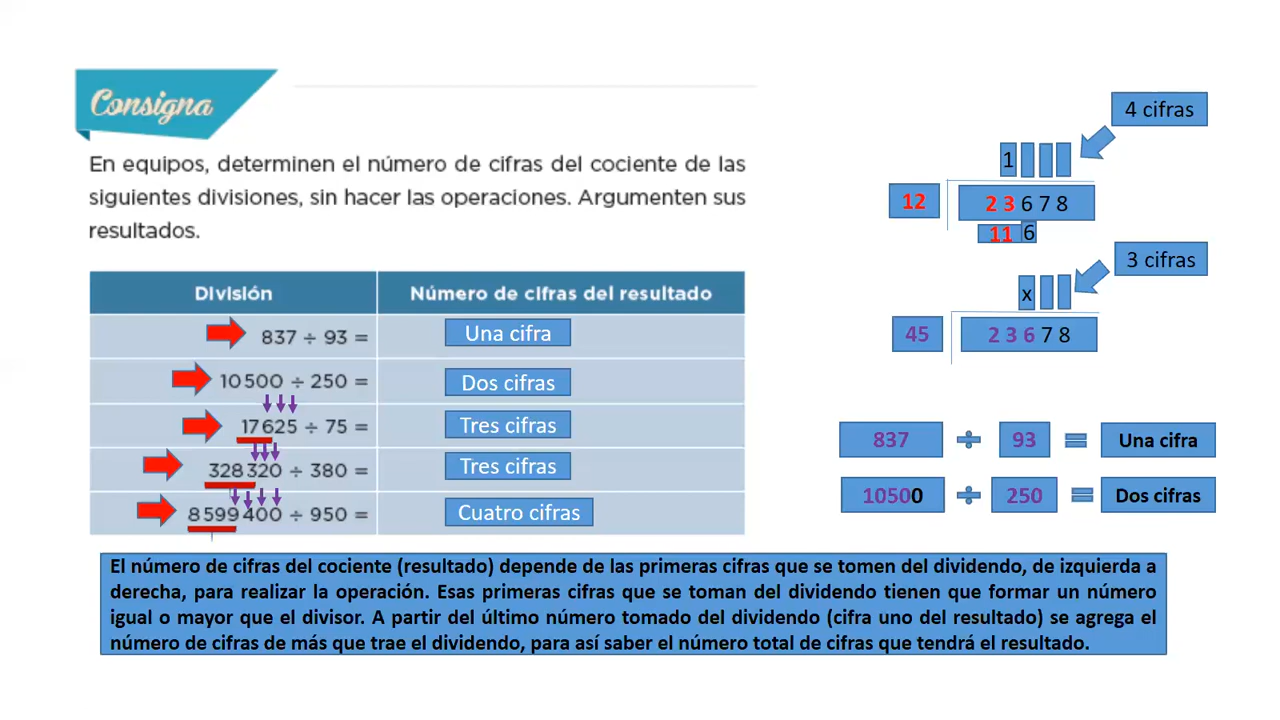 Consigna
En equipos, determinen el número de cifras del cociente de las
siguientes divisiones, sin hacer las operaciones. Argumenten sus
resultados.
División Número de cifras del resultado
837 ÷ 93 = Una cifra
10 500 ÷ 250 = Dos cifras
17 625 ÷ 75 = Tres cifras
328 320 ÷ 380 = Tres cifras
8 599 400 ÷ 950 = Cuatro cifras
4 cifras
1
12 2 3 6 7 8
11 6
3 cifras
x
45 2 3 6 7 8
837 ÷ 93 = Una cifra
10500 ÷ 250 = Dos cifras
El número de cifras del cociente (resultado) depende de las primeras cifras que se tomen del dividendo, de izquierda a
derecha, para realizar la operación. Esas primeras cifras que se toman del dividendo tienen que formar un número
igual o mayor que el divisor. A partir del último número tomado del dividendo (cifra uno del resultado) se agrega el
número de cifras de más que trae el dividendo, para así saber el número total de cifras que tendrá el resultado.